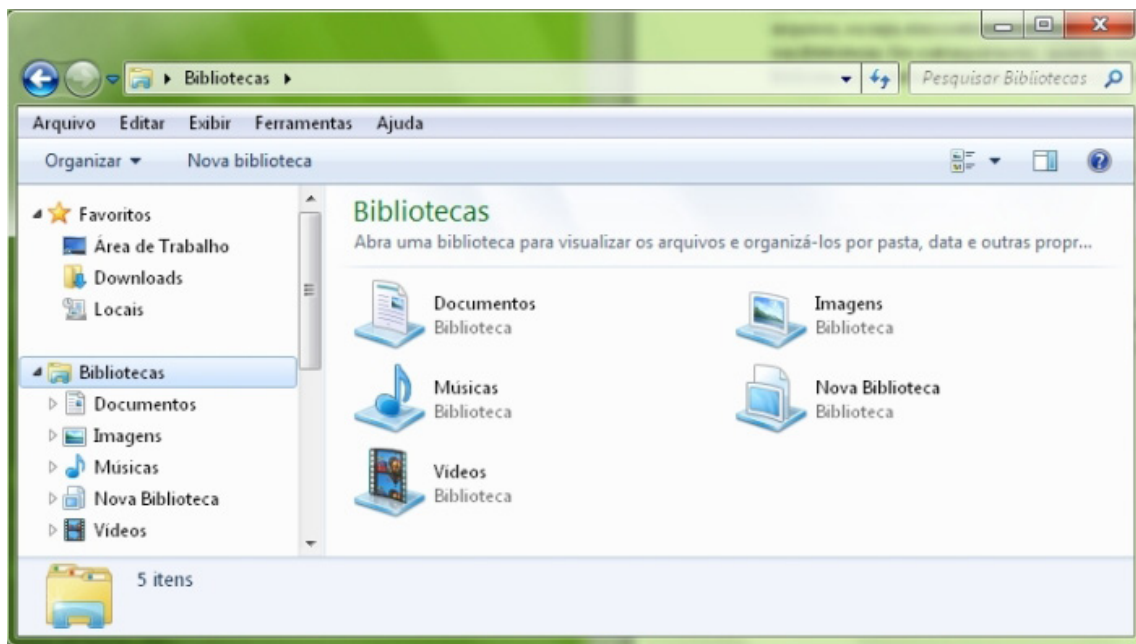 Bibliotecas
Pesquisar Bibliotecas
Arquivo Editar Exibir Ferramentas Ajuda
Organizar Nova biblioteca
Favoritos
Área de Trabalho
Downloads
Locais
Bibliotecas
Documentos
Imagens
Músicas
Nova Biblioteca
Vídeos
Bibliotecas
Abra uma biblioteca para visualizar os arquivos e organizá-los por pasta, data e outras propr...
Documentos
Biblioteca
Imagens
Biblioteca
Músicas
Biblioteca
Nova Biblioteca
Biblioteca
Vídeos
Biblioteca
5 itens